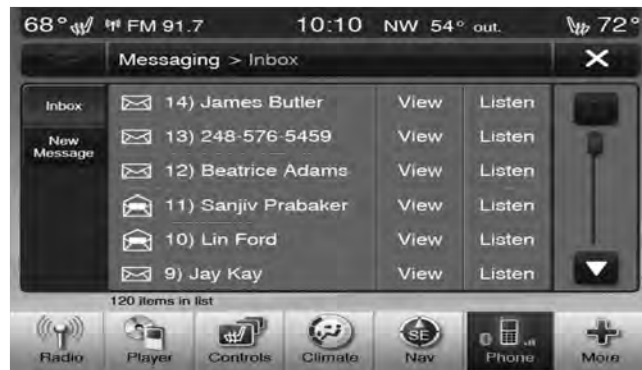 68° FM 91.7 10:10 NW 54° out. 72°
Messaging > Inbox
Inbox
New
Message
14) James Butler View Listen
13) 248-576-5459 View Listen
12) Beatrice Adams View Listen
11) Sanjiv Prabaker View Listen
10) Lin Ford View Listen
9) Jay Kay View Listen
120 items in list
SE
Radio Player Controls Climate Nav Phone More